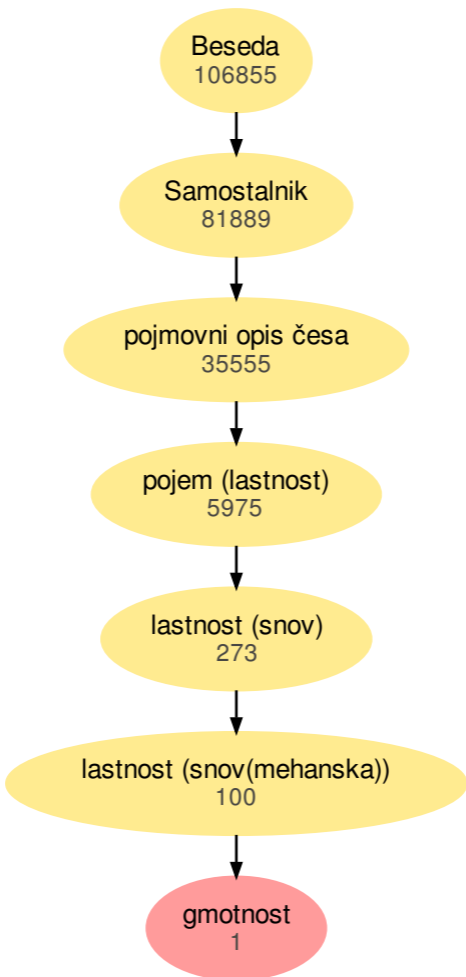 Beseda
106855
Samostalnik
81889
pojmovni opis česa
35555
pojem (lastnost)
5975
lastnost (snov)
273
lastnost (snov(mehanska))
100
gmotnost
1